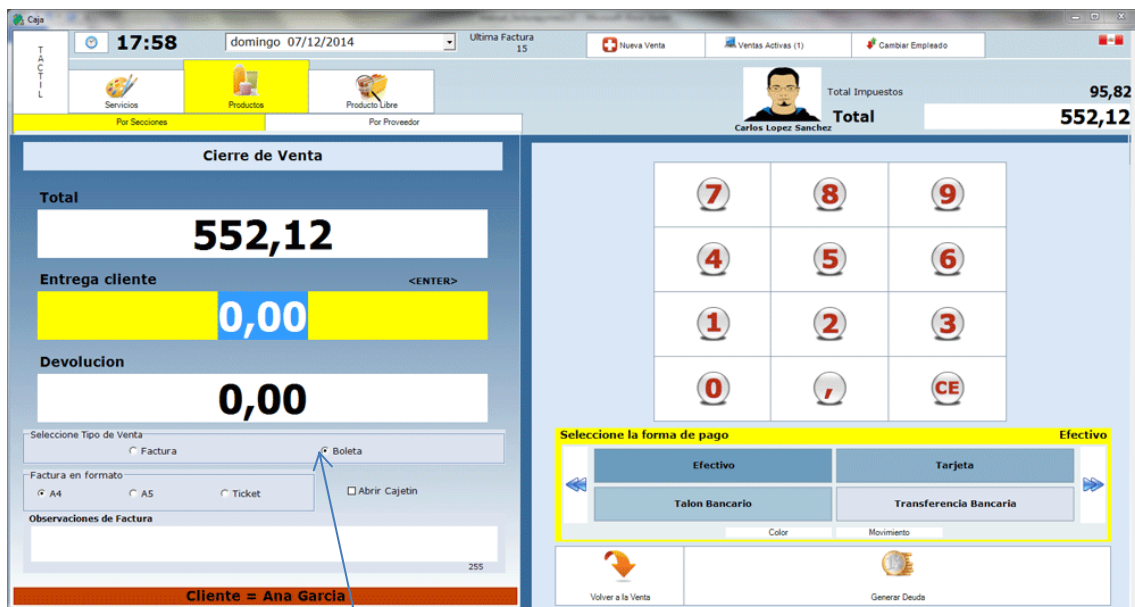 Caja
TACTIL
17:58
domingo 07/12/2014
Ultima Factura
15
Nueva Venta
Ventas Activas (1)
Cambiar Empleado
Servicios
Productos
Producto Libre
Por Secciones
Por Proveedor
Carlos Lopez Sanchez
Total Impuestos
95,82
Total
552,12
Cierre de Venta
Total
552,12
Entrega cliente
<ENTER>
0,00
Devolucion
0,00
Seleccione Tipo de Venta
Factura
Boleta
Factura en formato
A4
A5
Ticket
Abrir Cajetin
Observaciones de Factura
255
Cliente = Ana Garcia
7
8
9
4
5
6
1
2
3
0
,
CE
Seleccione la forma de pago
Efectivo
Efectivo
Tarjeta
Talon Bancario
Transferencia Bancaria
Color
Movimiento
Volver a la Venta
Generar Deuda